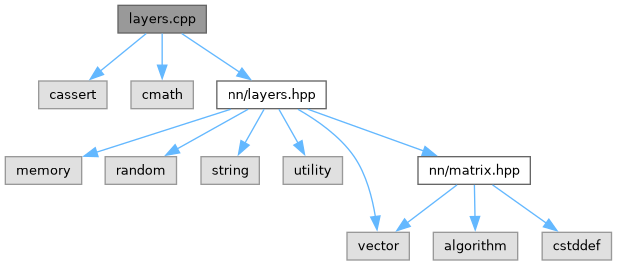 layers.cpp
cassert
cmath
nn/layers.hpp
memory
random
string
utility
nn/matrix.hpp
vector
algorithm
cstddef